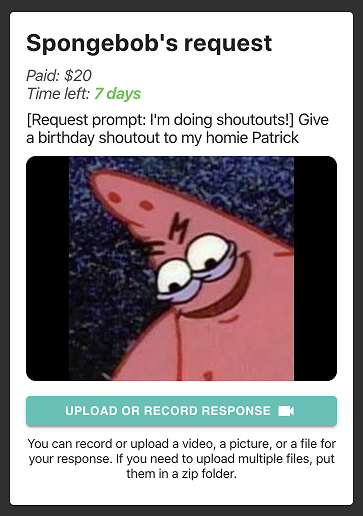 Spongebob's request
Paid: $20
Time left: 7 days
[Request prompt: I'm doing shoutouts!] Give
a birthday shoutout to my homie Patrick
UPLOAD OR RECORD RESPONSE
You can record or upload a video, a picture, or a file for
your response. If you need to upload multiple files, put
them in a zip folder.